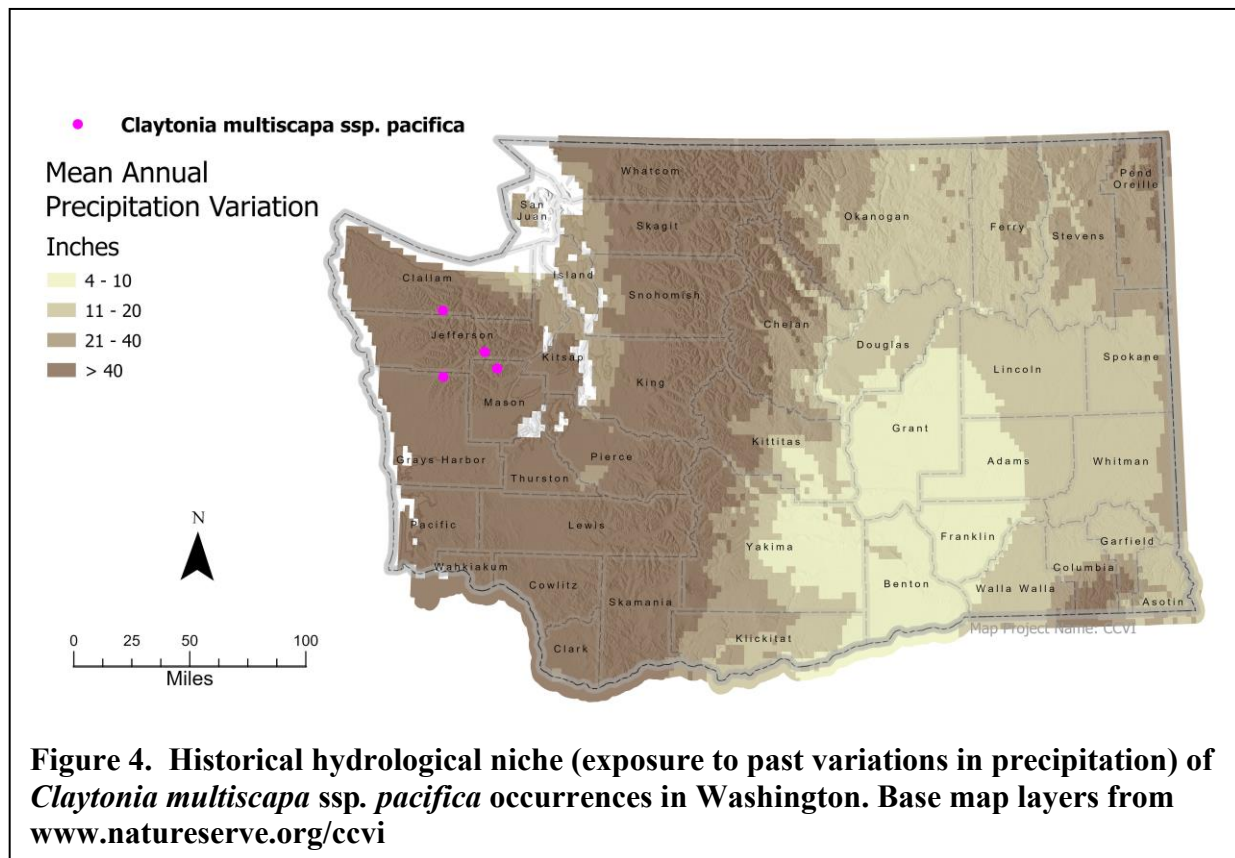 Claytonia multiscapa ssp. pacifica
Mean Annual
Precipitation Variation
Inches
4 - 10
11 - 20
21 - 40
> 40
N
0 25 50 100
Miles
Whatcom
Pend
Oreille
San
Juan
Okanogan
Skagit
Ferry
Stevens
Clallam
Island
Snohomish
Chelan
Jefferson
Douglas
Kitsap
Spokane
Lincoln
King
Mason
Grant
Kittitas
Grays Harbor
Pierce
Adams
Whitman
Thurston
Pacific
Lewis
Franklin
Yakima
Garfield
Wahkiakum
Columbia
Cowlitz
Benton
Walla Walla
Skamania
Asotin
Map Project Name: CCVI
Klickitat
Clark
Figure 4. Historical hydrological niche (exposure to past variations in precipitation) of
Claytonia multiscapa ssp. pacifica occurrences in Washington. Base map layers from
www.natureserve.org/ccvi